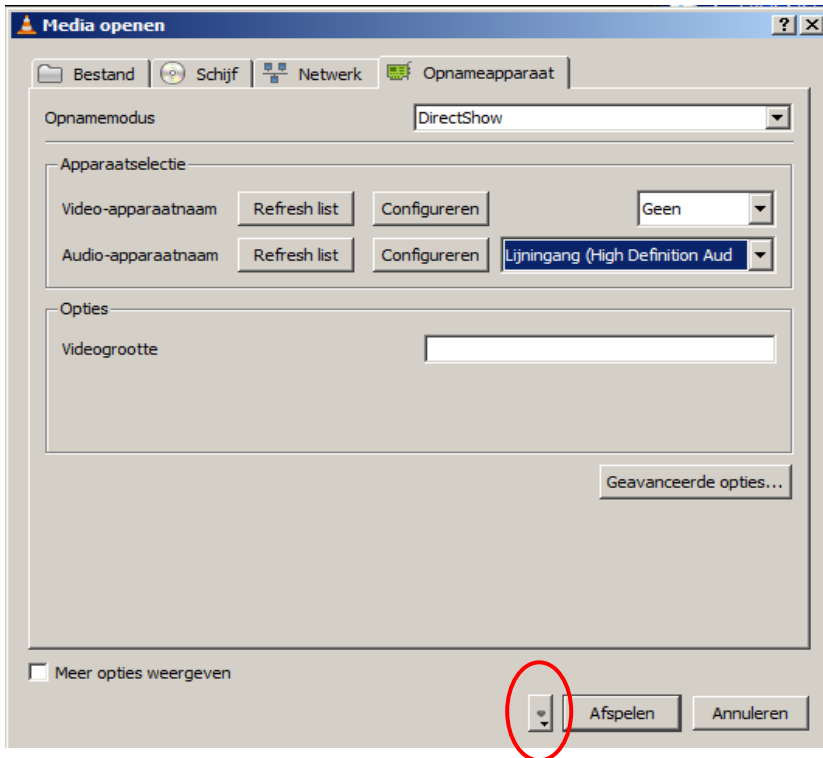 Media openen
Bestand Schijf Netwerk Opnameapparaat
Opnamemodus DirectShow
Apparaatselectie
Video-apparaatnaam Refresh list Configureren Geen
Audio-apparaatnaam Refresh list Configureren Lijningang (High Definition Aud
Opties
Videogrootte
Geavanceerde opties...
Meer opties weergeven
Afspelen Annuleren